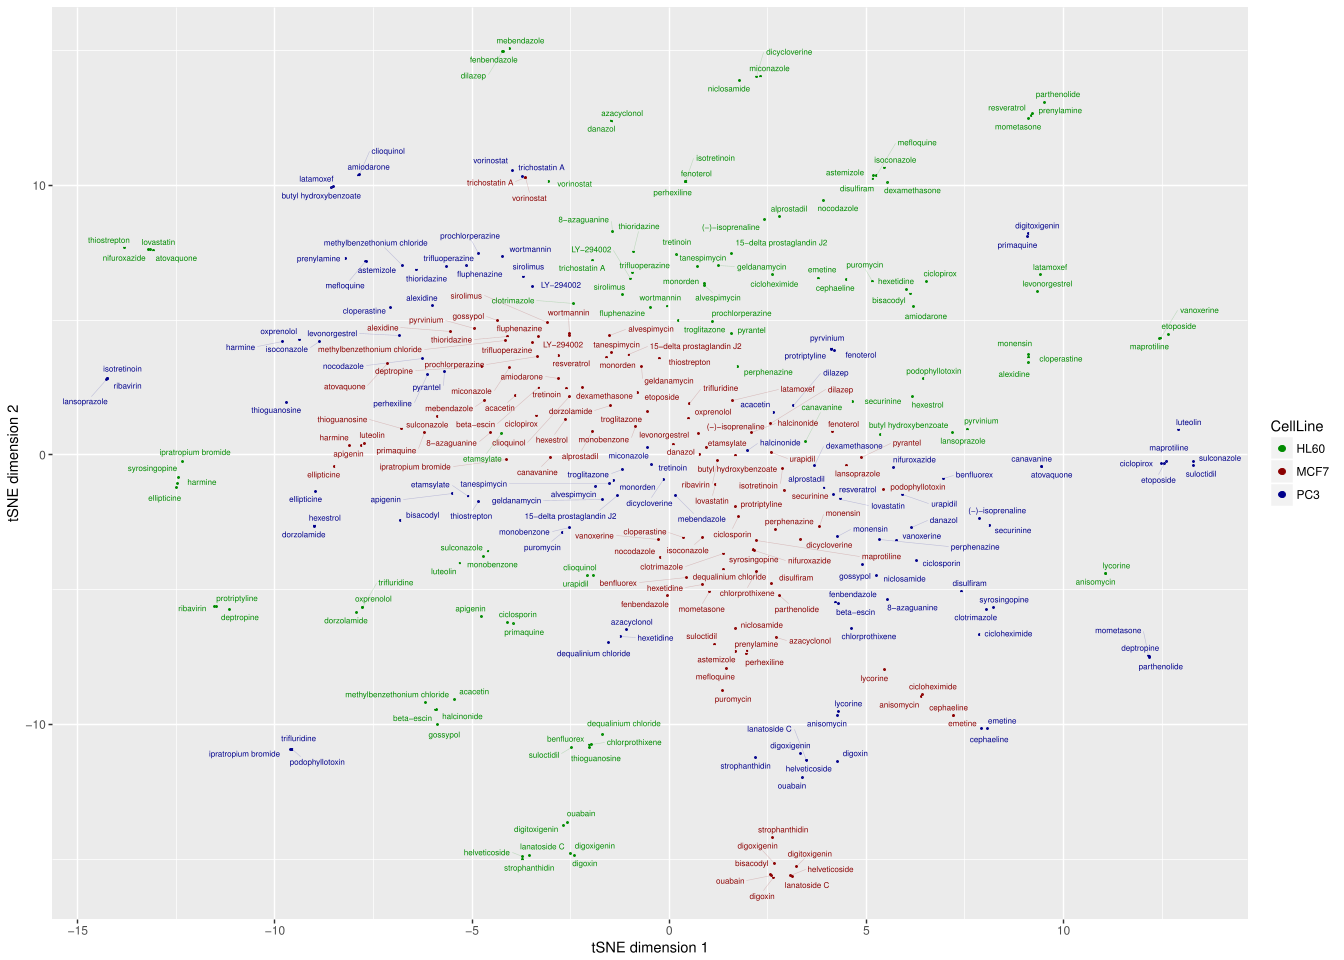 mebendazole
fenbendazole
dilazep
dicycloverine
miconazole
niclosamide
parthenolide
resveratrol
prenylamine
mometasone
azacyclonol
danazol
clioquinol
amiodarone
latamoxef
butyl hydroxybenzoate
vorinostat
trichostatin A
trichostatin A
vorinostat
vorinostat
isotretinoin
fenoterol
perhexiline
mefloquine
isoconazole
astemizole
disulfiram
dexamethasone
nocodazole
alprostadil
(−)−isoprenaline
8−azaguanine
thioridazine
digitoxigenin
primaquine
thiostrepton
lovastatin
nifuroxazide
atovaquone
methylbenzethonium chloride
prochlorperazine
wortmannin
prenylamine
trifluoperazine
sirolimus
astemizole
fluphenazine
thioridazine
mefloquine
LY−294002
LY−294002
tretinoin
15−delta prostaglandin J2
trichostatin A
trifluoperazine
tanespimycin
geldanamycin
emetine
puromycin
hexetidine
ciclopirox
latamoxef
levonorgestrel
sirolimus
monorden
cicloheximide
cephaeline
bisacodyl
alvespimycin
wortmannin
amiodarone
fluphenazine
prochlorperazine
troglitazone
pyrantel
vanoxerine
etoposide
maprotiline
alexidine
cloperastine
sirolimus
clotrimazole
wortmannin
gossypol
pyrvinium
alexidine
fluphenazine
alvespimycin
thioridazine
oxprenolol
levonorgestrel
harmine
isoconazole
methylbenzethonium chloride
trifluoperazine
LY−294002
tanespimycin
15−delta prostaglandin J2
nocodazole
prochlorperazine
resveratrol
monorden
thiostrepton
deptropine
pyrvinium
protriptyline
fenoterol
monensin
cloperastine
alexidine
isotretinoin
ribavirin
lansoprazole
atovaquone
pyrantel
amiodarone
geldanamycin
perphenazine
dilazep
podophyllotoxin
miconazole
tretinoin
dexamethasone
etoposide
trifluridine
latamoxef
dilazep
perhexiline
acacetin
canavanine
securinine
hexestrol
thioguanosine
mebendazole
acacetin
dorzolamide
oxprenolol
thioguanosine
sulconazole
beta−escin
ciclopirox
troglitazone
(−)−isoprenaline
halcinonide
fenoterol
butyl hydroxybenzoate
pyrvinium
luteolin
harmine
luteolin
8−azaguanine
clioquinol
hexestrol
monobenzone
levonorgestrel
etamsylate
halcinonide
dexamethasone
pyrantel
lansoprazole
maprotiline
sulconazole
ipratropium bromide
apigenin
primaquine
etamsylate
alprostadil
miconazole
danazol
urapidil
nifuroxazide
canavanine
ciclopirox
syrosingopine
ellipticine
ipratropium bromide
canavanine
troglitazone
tretinoin
butyl hydroxybenzoate
metixene
alprostadil
benfluorex
azlocillin
etoposide
suloctidil
harmine
ellipticine
ellipticine
etamsylate
tanespimycin
monorden
ribavirin
isotretinoin
securinine
resveratrol
podophyllotoxin
apigenin
geldanamycin
alvespimycin
dicycloverine
lovastatin
lovastatin
urapidil
(−)−isoprenaline
hexestrol
bisacodyl
thiostrepton
15−delta prostaglandin J2
mebendazole
protriptyline
monensin
danazol
securinine
dorzolamide
monobenzone
vanoxerine
cloperastine
ciclosporin
perphenazine
monensin
vanoxerine
perphenazine
puromycin
sulconazole
nocodazole
isoconazole
dicycloverine
maprotiline
ciclosporin
monobenzone
luteolin
clotrimazole
syrosingopine
nifuroxazide
clioquinol
urapidil
benfluorex
dequalinium chloride
disulfiram
gossypol
niclosamide
disulfiram
lycorine
anisomycin
trifluridine
hexetidine
chlorprothixene
fenbendazole
syrosingopine
protriptyline
oxprenolol
ribavirin
deptropine
dorzolamide
apigenin
ciclosporin
primaquine
fenbendazole
mometasone
parthenolide
beta−escin
8−azaguanine
clotrimazole
azacyclonol
hexetidine
dequalinium chloride
niclosamide
suloctidil
prenylamine
azacyclonol
chlorprothixene
cicloheximide
mometasone
deptropine
parthenolide
astemizole
perhexiline
mefloquine
puromycin
lycorine
cicloheximide
anisomycin
cephaeline
emetine
emetine
cephaeline
methylbenzethonium chloride
acacetin
beta−escin
halcinonide
gossypol
lycorine
anisomycin
dequalinium chloride
benfluorex
chlorprothixene
suloctidil
thioguanosine
lanatoside C
digoxigenin
digoxin
strophanthidin
helveticoside
ouabain
trifluridine
ipratropium bromide
podophyllotoxin
ouabain
digitoxigenin
helveticoside
lanatoside C
digoxigenin
strophanthidin
digoxin
strophanthidin
digoxigenin
bisacodyl
digitoxigenin
helveticoside
ouabain
lanatoside C
digoxin
10
5
0
−5
−10
−15
−10
−5
0
5
10
tSNE dimension 1
tSNE dimension 2
CellLine
HL60
MCF7
PC3